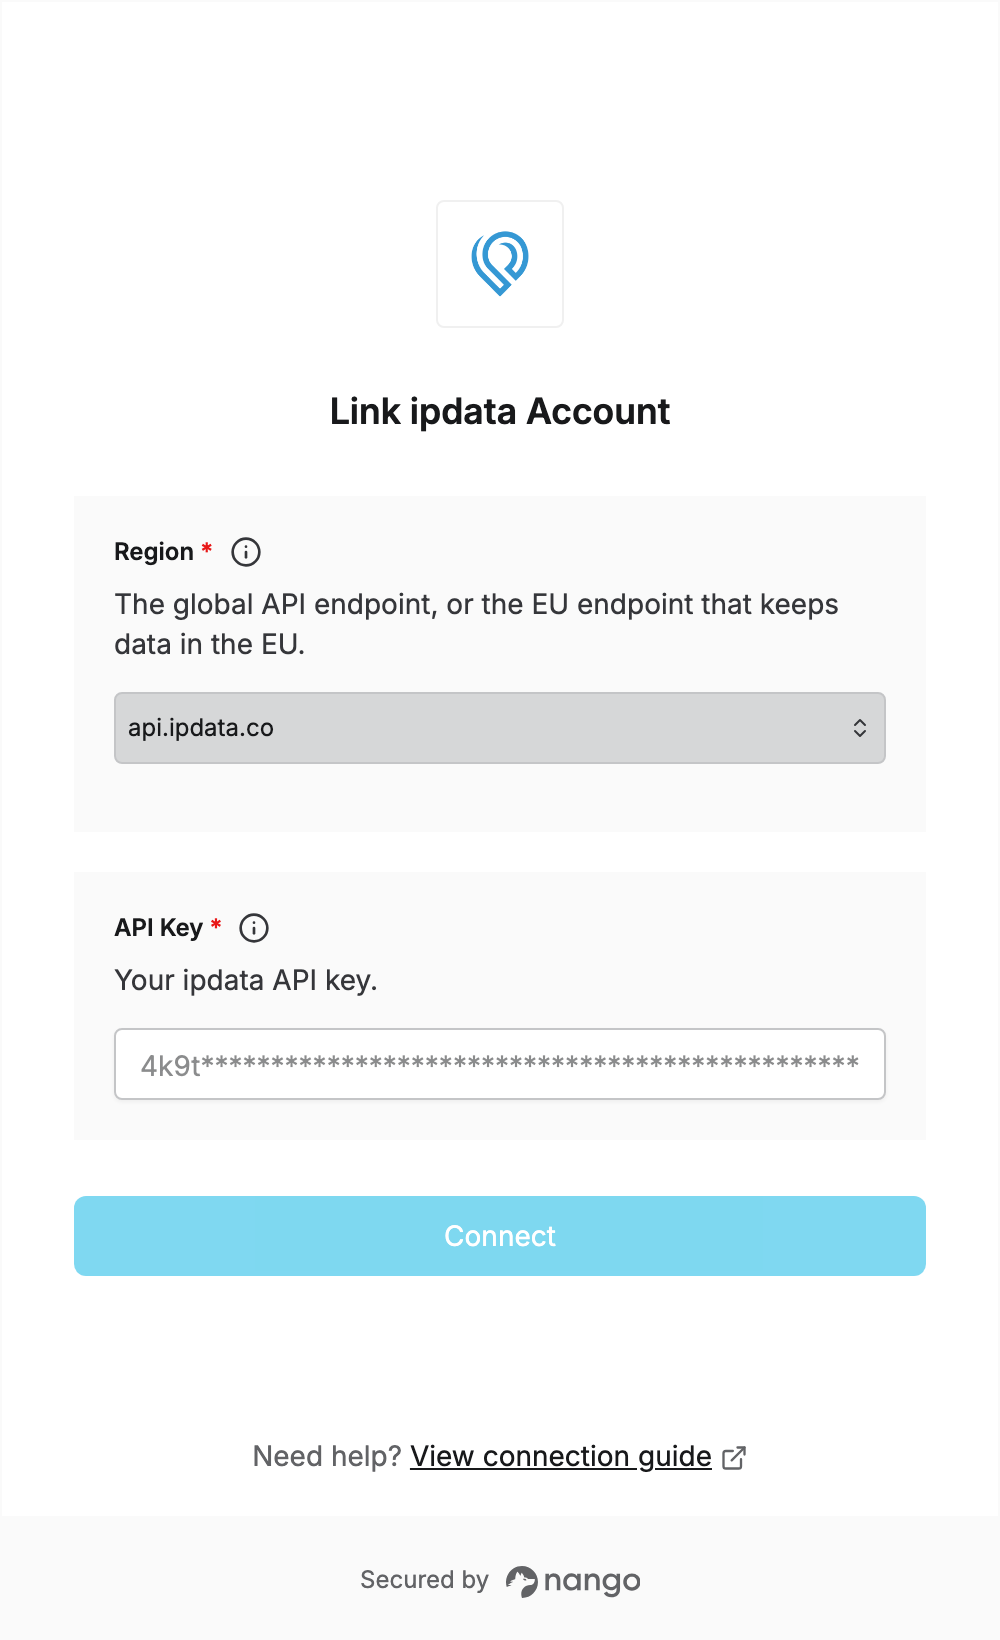 Link ipdata Account
Region *
The global API endpoint, or the EU endpoint that keeps
data in the EU.
api.ipdata.co
API Key *
Your ipdata API key.
4k9t***********************************************
Connect
Need help? View connection guide
Secured by nango